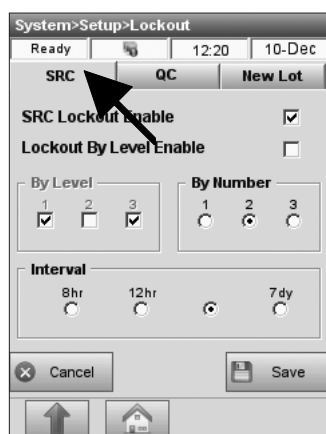 System>Setup>Lockout
Ready 12:20 10-Dec
SRC QC New Lot
SRC Lockout Enable
Lockout By Level Enable
By Level By Number
1 2 3 1 2 3
Interval
8hr 12hr 7dy
Cancel Save